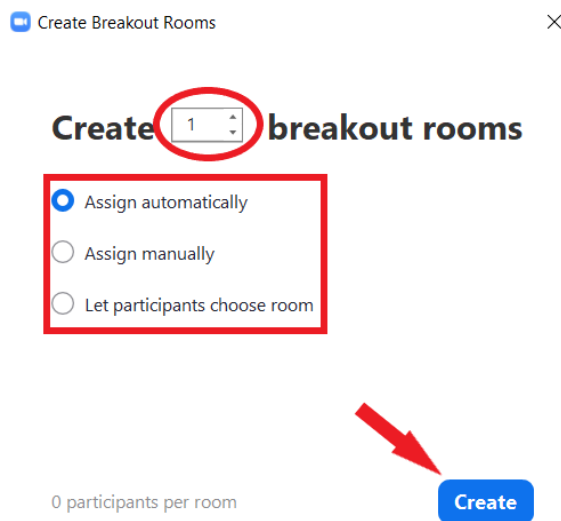 Create Breakout Rooms
Create 1 breakout rooms
Assign automatically
Assign manually
Let participants choose room
0 participants per room
Create